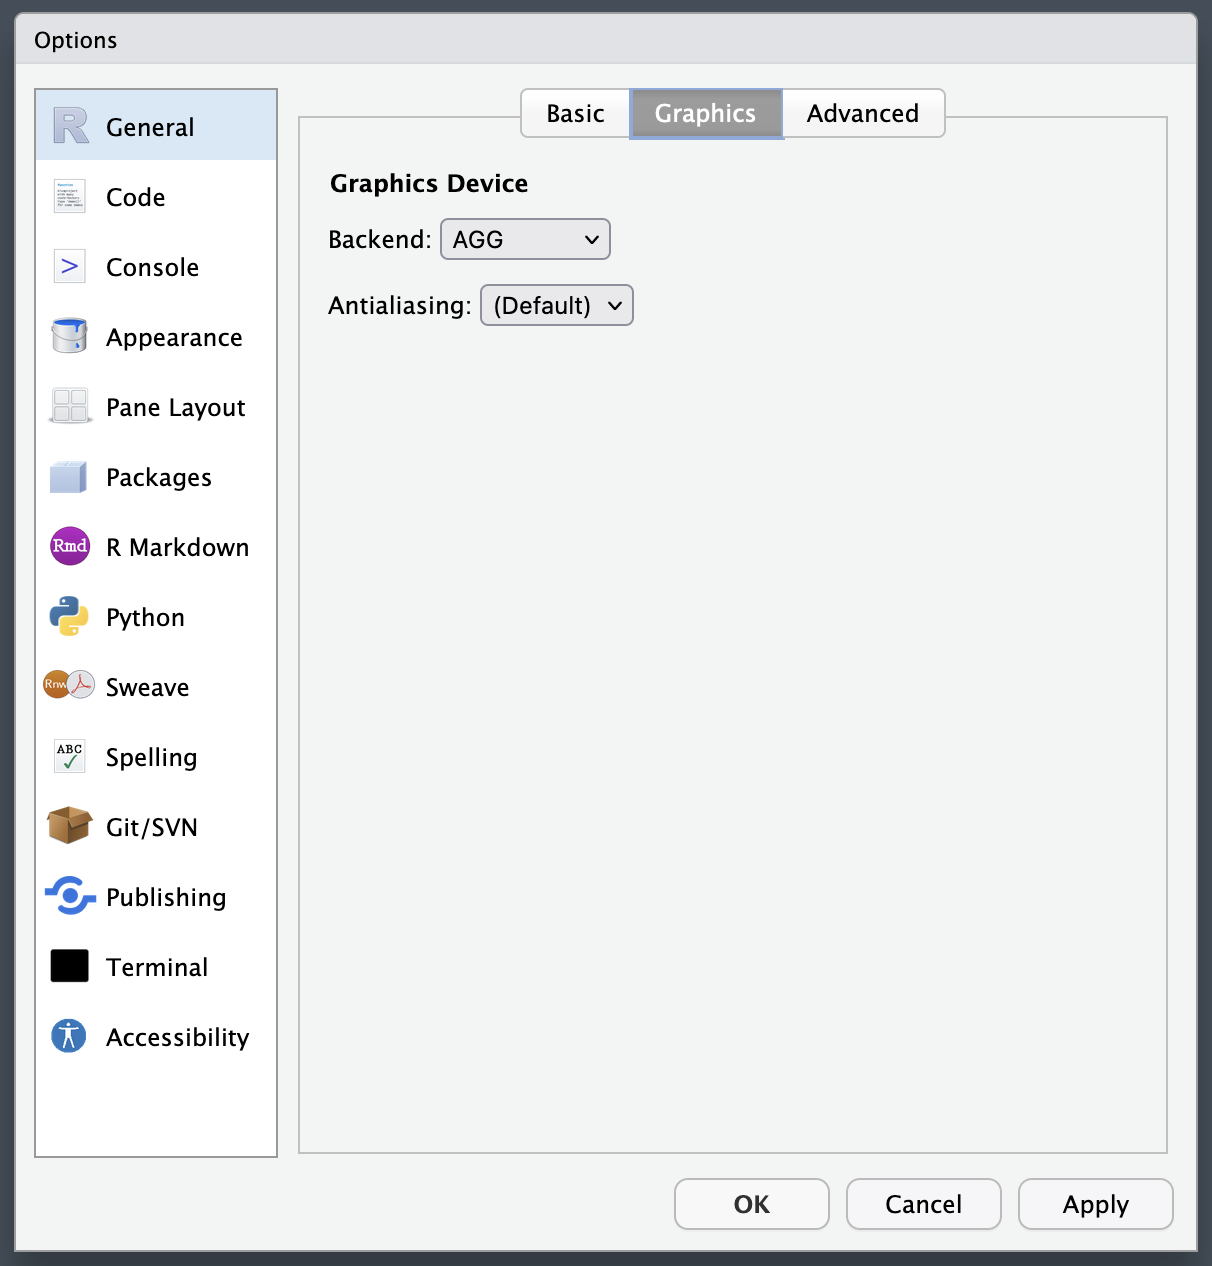 Options
General
Code
Console
Appearance
Pane Layout
Packages
Rmd
R Markdown
Python
Rnw
Sweave
ABC
Spelling
Git/SVN
Publishing
Terminal
Accessibility
Basic
Graphics
Advanced
Graphics Device
Backend: AGG
Antialiasing: (Default)
OK
Cancel
Apply